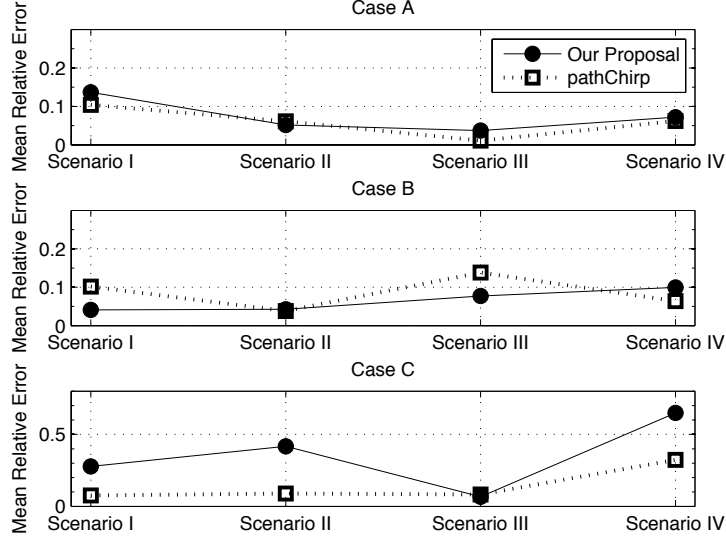 Case A
Mean Relative Error
0.2
0.1
0
Our Proposal
pathChirp
Scenario I Scenario II Scenario III Scenario IV
Case B
Mean Relative Error
0.2
0.1
0
Scenario I Scenario II Scenario III Scenario IV
Case C
Mean Relative Error
0.5
0
Scenario I Scenario II Scenario III Scenario IV